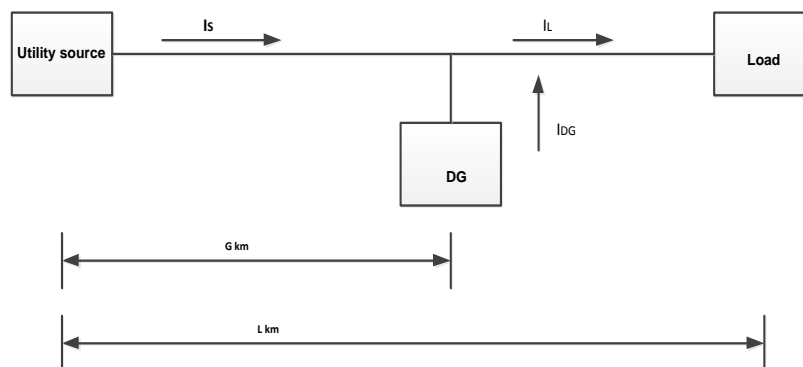 Utility source
IS
IL
Load
IDG
DG
G km
L km